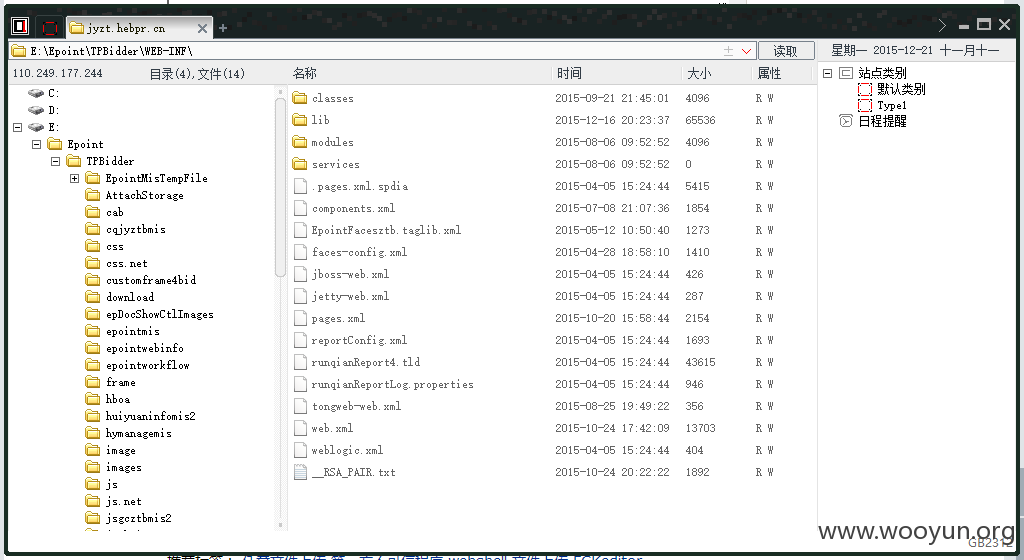 jyzt.hebpr.cn
E:\Epoint\TPBidder\WEB-INF\
读取
星期一 2015-12-21 十一月十一
110.249.177.244 目录(4),文件(14)
名称 时间 大小 属性
C:
D:
E:
Epoint
TPBidder
EpointMisTempFile
AttachStorage
cab
cqjyztbmis
css
css.net
customframe4bid
download
epDocShowCtlImages
epointmis
epointwebinfo
epointworkflow
frame
hboa
huiyuaninfomis2
hymanagemis
image
images
js
js.net
jsgcztbmis2
classes 2015-09-21 21:45:01 4096 R W
lib 2015-12-16 20:23:37 65536 R W
modules 2015-08-06 09:52:52 4096 R W
services 2015-08-06 09:52:52 0 R W
.pages.xml.spdia 2015-04-05 15:24:44 5415 R W
components.xml 2015-07-08 21:07:36 1854 R W
EpointFacesztb.taglib.xml 2015-05-12 10:50:40 1273 R W
faces-config.xml 2015-04-28 18:58:10 1410 R W
jboss-web.xml 2015-04-05 15:24:44 426 R W
jetty-web.xml 2015-04-05 15:24:44 287 R W
pages.xml 2015-10-20 15:58:44 2154 R W
reportConfig.xml 2015-04-05 15:24:44 1693 R W
runqianReport4.tld 2015-04-05 15:24:44 43615 R W
runqianReportLog.properties 2015-04-05 15:24:44 946 R W
tongweb-web.xml 2015-08-25 19:49:22 356 R W
web.xml 2015-10-24 17:42:09 13703 R W
weblogic.xml 2015-04-05 15:24:44 404 R W
__RSA_PAIR.txt 2015-10-24 20:22:22 1892 R W
站点类别
默认类别
Type1
日程提醒
www.wooyun.org
GB2312